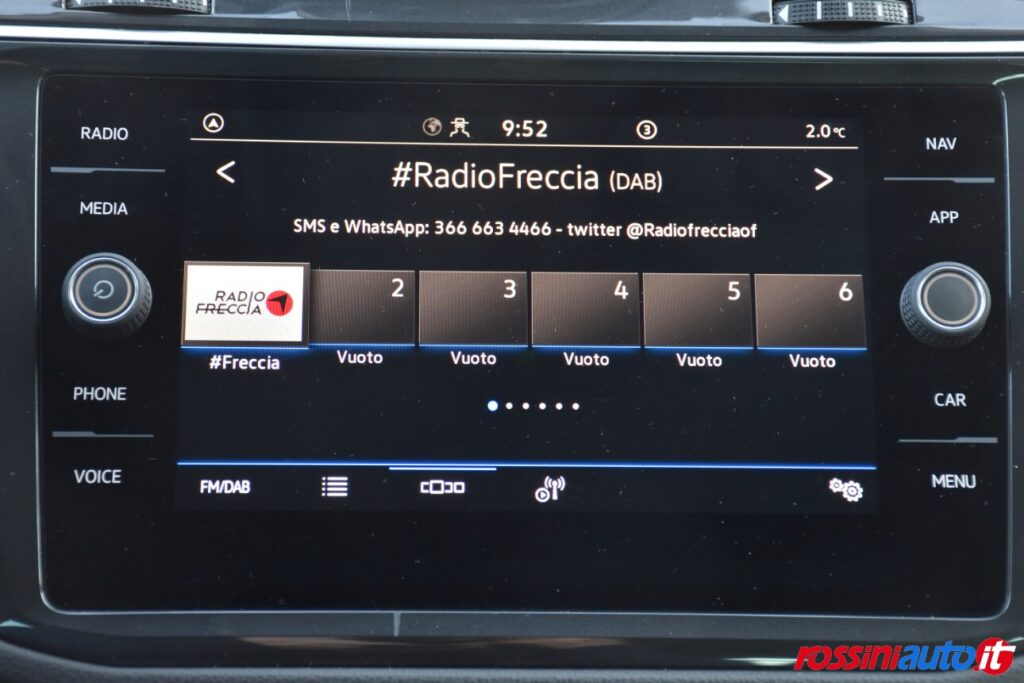 RADIO
MEDIA
PHONE
VOICE
9:52
3
2.0 °C
< #RadioFreccia (DAB) >
SMS e WhatsApp: 366 663 4466 - twitter @Radiofrecciaof
RADIO
FRECCIA
2
3
4
5
6
#Freccia
Vuoto
Vuoto
Vuoto
Vuoto
Vuoto
FM/DAB
NAV
APP
CAR
MENU
rossiniauto.it